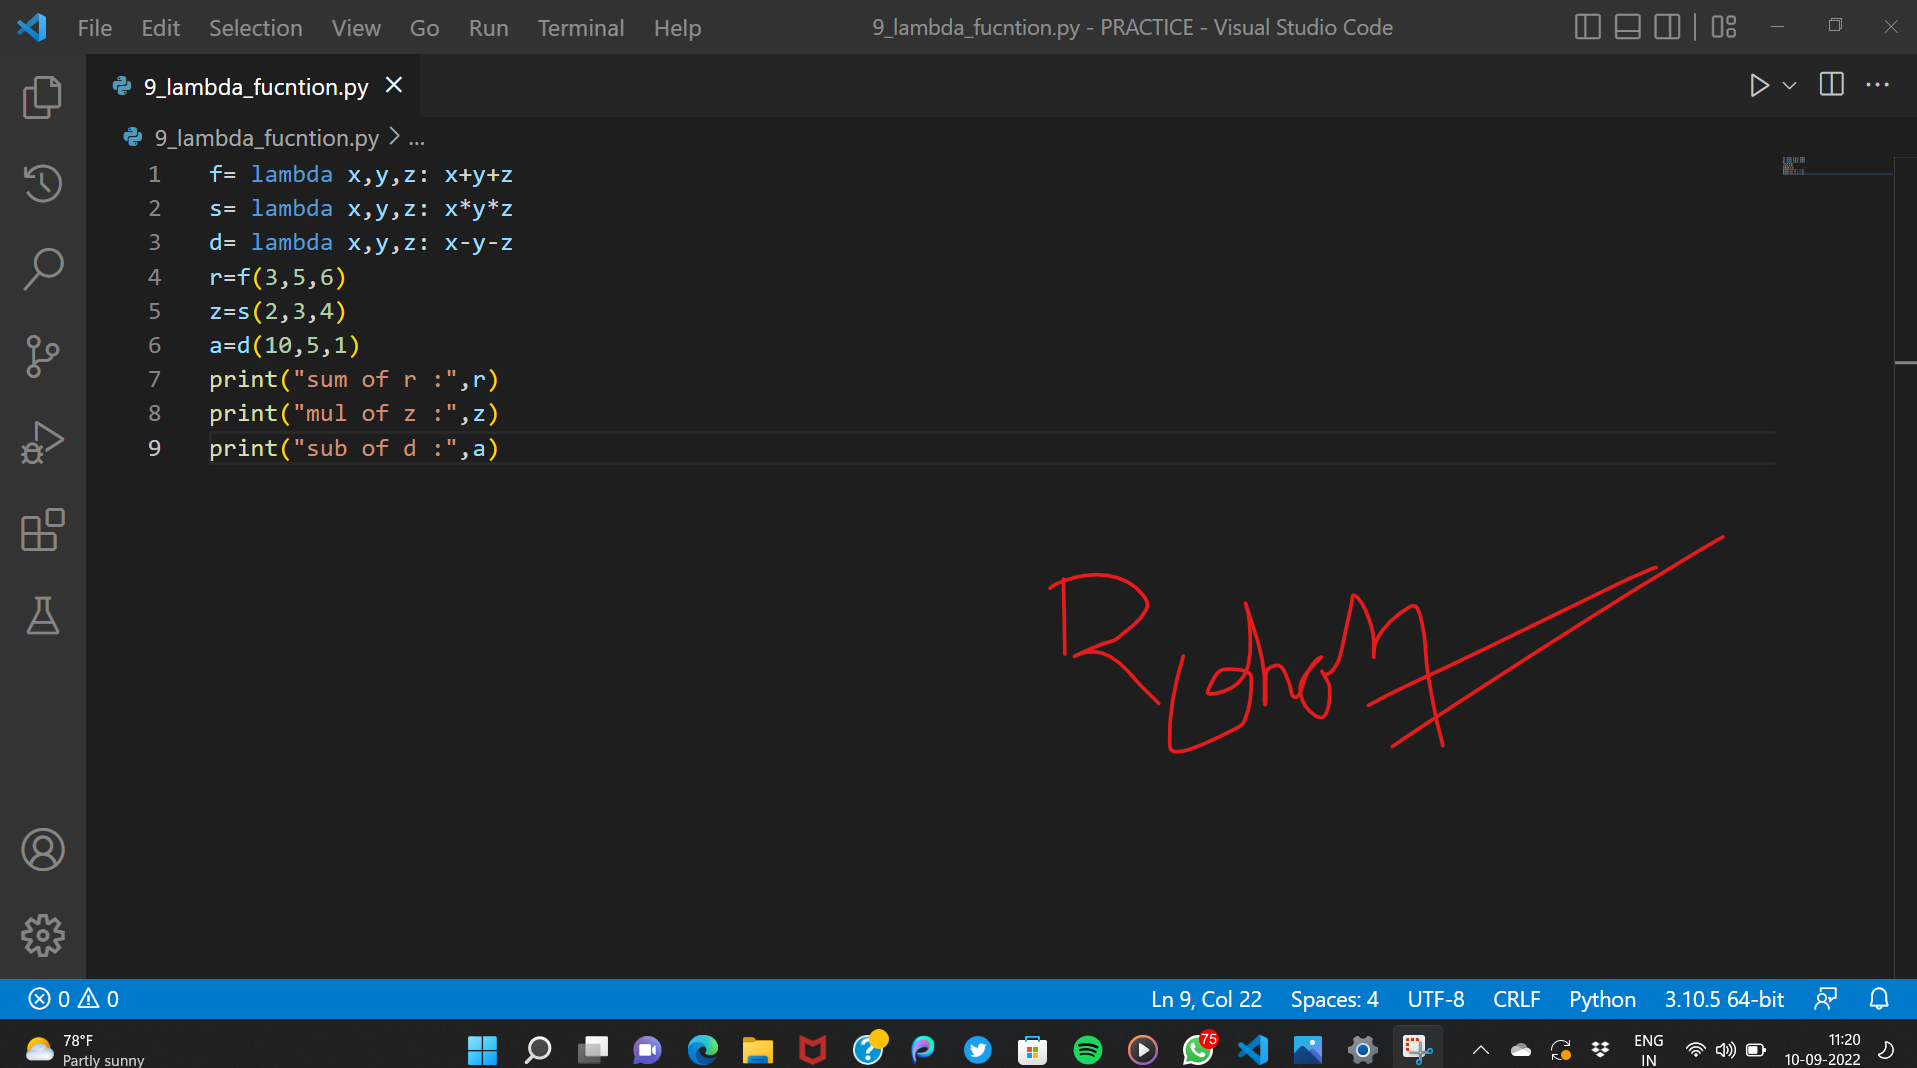 File Edit Selection View Go Run Terminal Help 9_lambda_fucntion.py - PRACTICE - Visual Studio Code
9_lambda_fucntion.py
9_lambda_fucntion.py > ...
1 f= lambda x,y,z: x+y+z
2 s= lambda x,y,z: x*y*z
3 d= lambda x,y,z: x-y-z
4 r=f(3,5,6)
5 z=s(2,3,4)
6 a=d(10,5,1)
7 print("sum of r :",r)
8 print("mul of z :",z)
9 print("sub of d :",a)
0 0 Ln 9, Col 22 Spaces: 4 UTF-8 CRLF Python 3.10.5 64-bit
78°F
Partly sunny
75
ENG
IN
11:20
10-09-2022